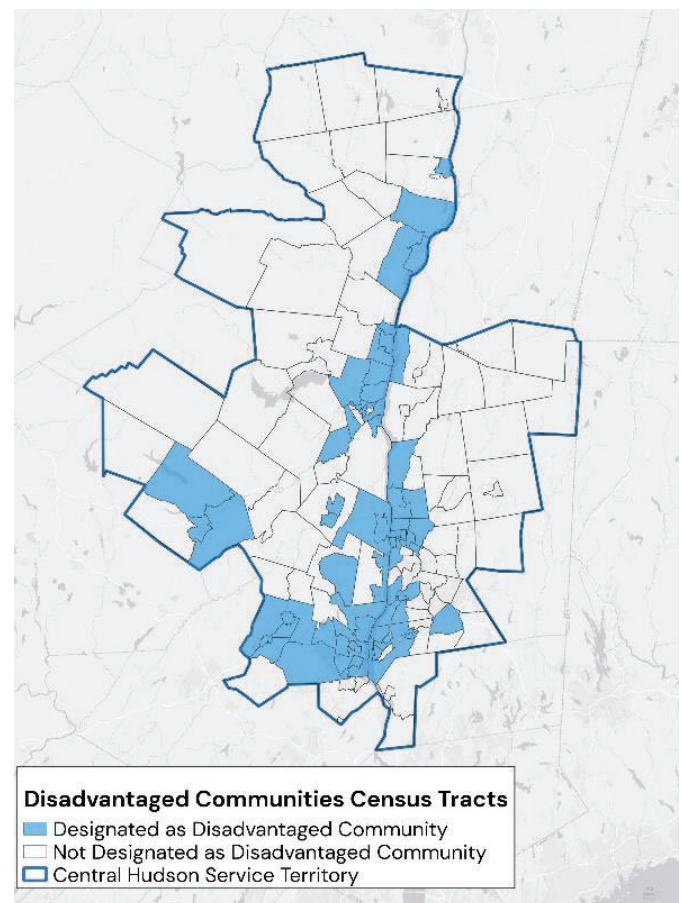 Disadvantaged Communities Census Tracts
Designated as Disadvantaged Community
Not Designated as Disadvantaged Community
Central Hudson Service Territory